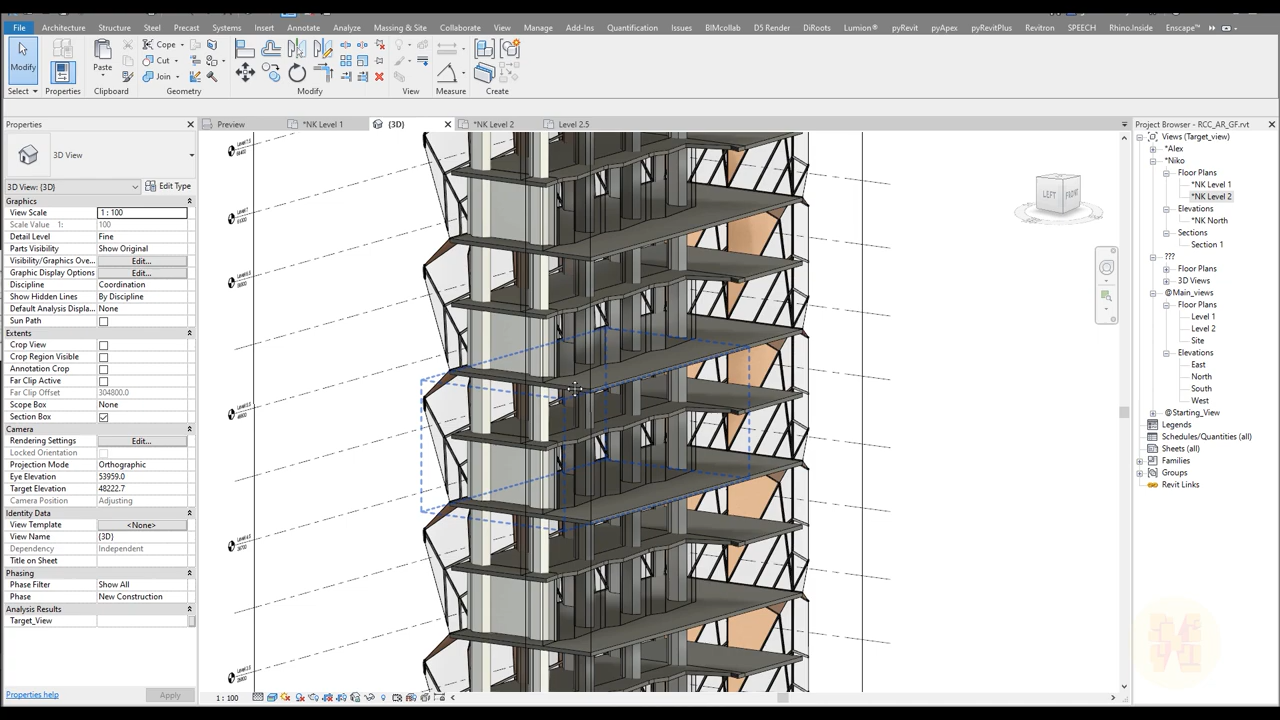 File Architecture Structure Steel Precast Systems Insert Annotate Analyze Massing & Site Collaborate View Manage Add-Ins Quantification Issues BIMcollab D5 Render DiRoots Lumion® pyRevit pyApex pyRevitPlus Revitron SPEECH Rhino.Inside Enscape™
Modify Properties Paste Cope Cut Join
Select Properties Clipboard Geometry Modify View Measure Create
Properties
Preview *NK Level 1 {3D} *NK Level 2 Level 2.5
Project Browser - RCC_AR_GF.rvt
3D View
3D View: {3D} Edit Type
Graphics
View Scale 1 : 100
Scale Value 1: 100
Detail Level Fine
Parts Visibility Show Original
Visibility/Graphics Ove... Edit...
Graphic Display Options Edit...
Discipline Coordination
Show Hidden Lines By Discipline
Default Analysis Displa... None
Sun Path
Extents
Crop View
Crop Region Visible
Annotation Crop
Far Clip Active
Far Clip Offset 304800.0
Scope Box None
Section Box
Camera
Rendering Settings Edit...
Locked Orientation
Projection Mode Orthographic
Eye Elevation 53959.0
Target Elevation 48222.7
Camera Position Adjusting
Identity Data
View Template <None>
View Name {3D}
Dependency Independent
Title on Sheet
Phasing
Phase Filter Show All
Phase New Construction
Analysis Results
Target_View
Properties help Apply
LEFT FRONT
Views (Target_view)
*Alex
*Niko
Floor Plans
*NK Level 1
*NK Level 2
Elevations
*NK North
Sections
Section 1
???
Floor Plans
3D Views
@Main_views
Floor Plans
Level 1
Level 2
Site
Elevations
East
North
South
West
@Starting_View
Legends
Schedules/Quantities (all)
Sheets (all)
Families
Groups
Revit Links
1 : 100